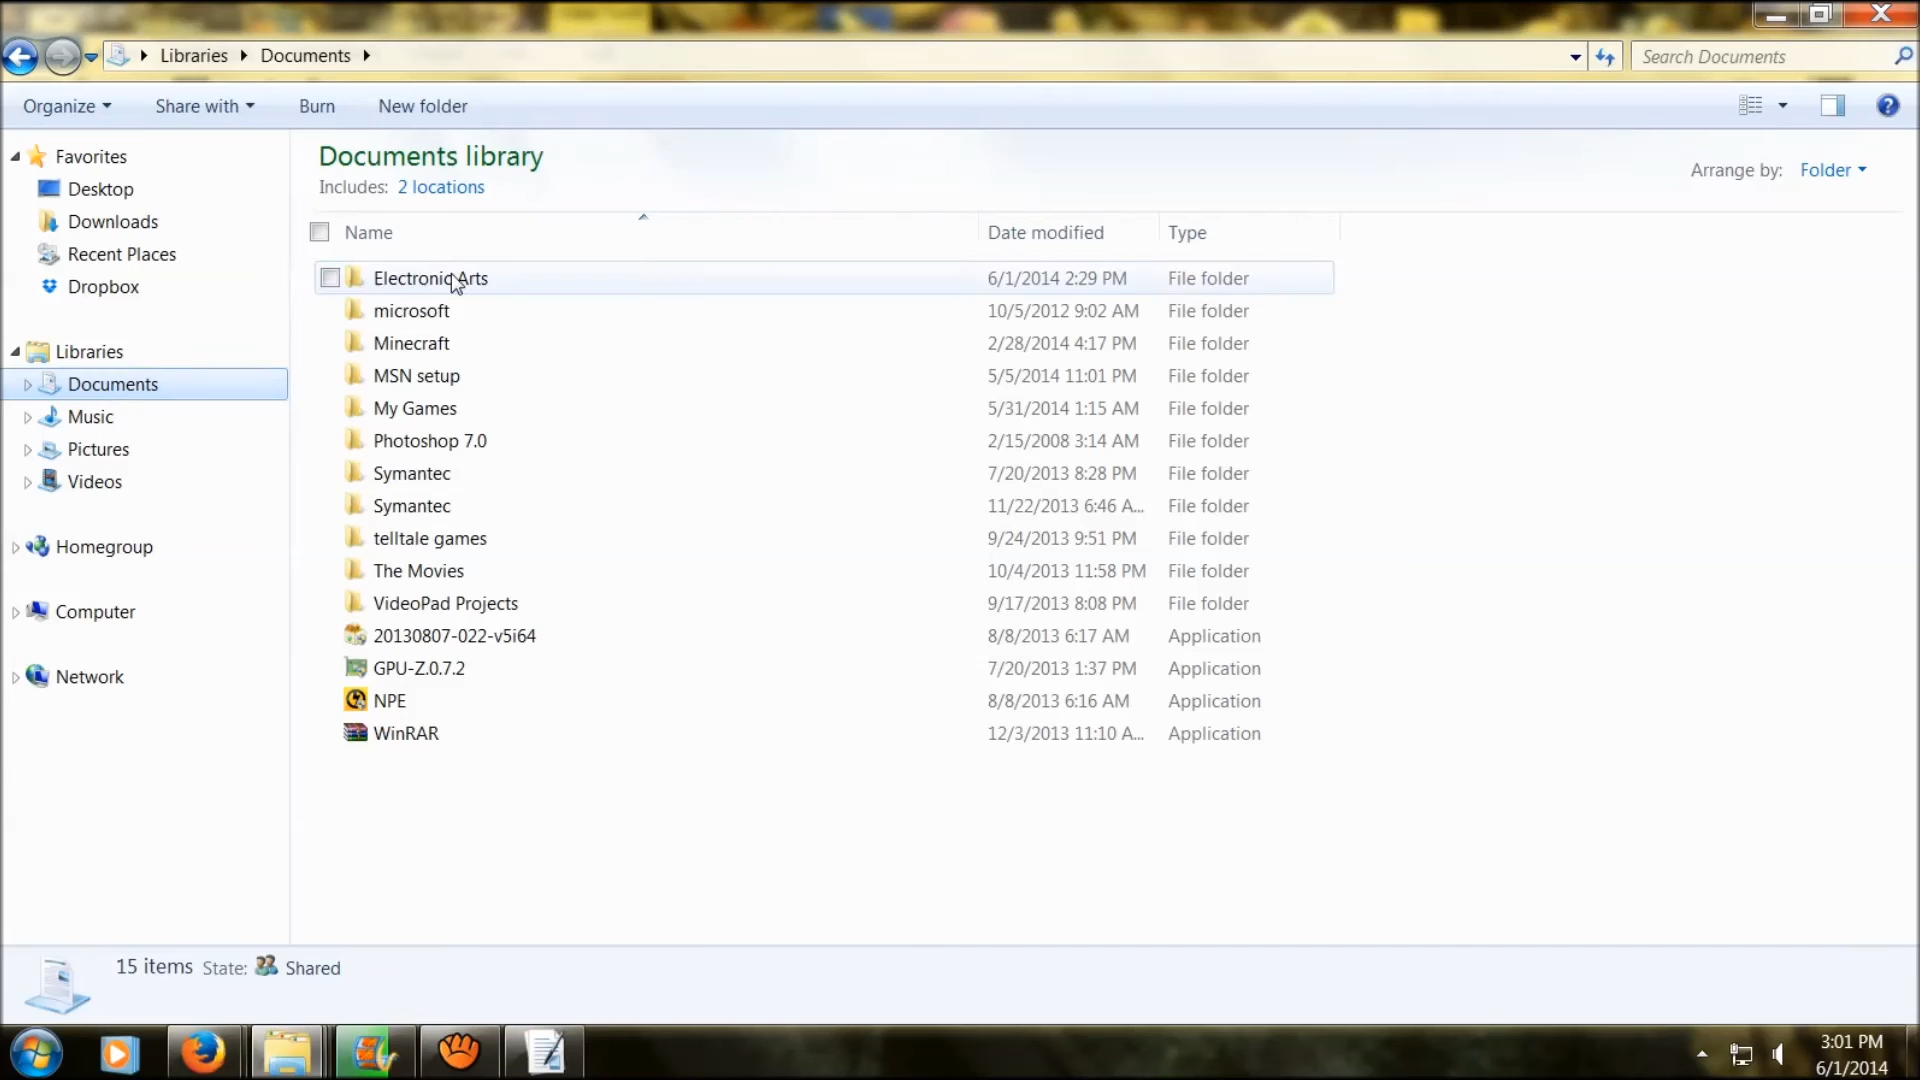 Libraries Documents Search Documents
Organize Share with Burn New folder
Favorites
Desktop
Downloads
Recent Places
Dropbox
Libraries
Documents
Music
Pictures
Videos
Homegroup
Computer
Network
Documents library
Includes: 2 locations
Arrange by: Folder
Name Date modified Type
Electronic Arts 6/1/2014 2:29 PM File folder
microsoft 10/5/2012 9:02 AM File folder
Minecraft 2/28/2014 4:17 PM File folder
MSN setup 5/5/2014 11:01 PM File folder
My Games 5/31/2014 1:15 AM File folder
Photoshop 7.0 2/15/2008 3:14 AM File folder
Symantec 7/20/2013 8:28 PM File folder
Symantec 11/22/2013 6:46 A... File folder
telltale games 9/24/2013 9:51 PM File folder
The Movies 10/4/2013 11:58 PM File folder
VideoPad Projects 9/17/2013 8:08 PM File folder
20130807-022-v5i64 8/8/2013 6:17 AM Application
GPU-Z.0.7.2 7/20/2013 1:37 PM Application
NPE 8/8/2013 6:16 AM Application
WinRAR 12/3/2013 11:10 A... Application
15 items State: Shared
3:01 PM
6/1/2014